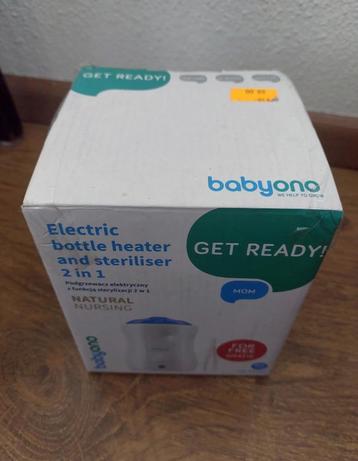 GET READY!
babyono
WE HELP TO GROW
Electric
bottle heater
and steriliser
2 in 1
Podgrzewacz elektryczny
z funkcją sterylizacji 2 w 1
NATURAL
NURSING
GET READY!
MOM
FOR
FREE
GRATIS